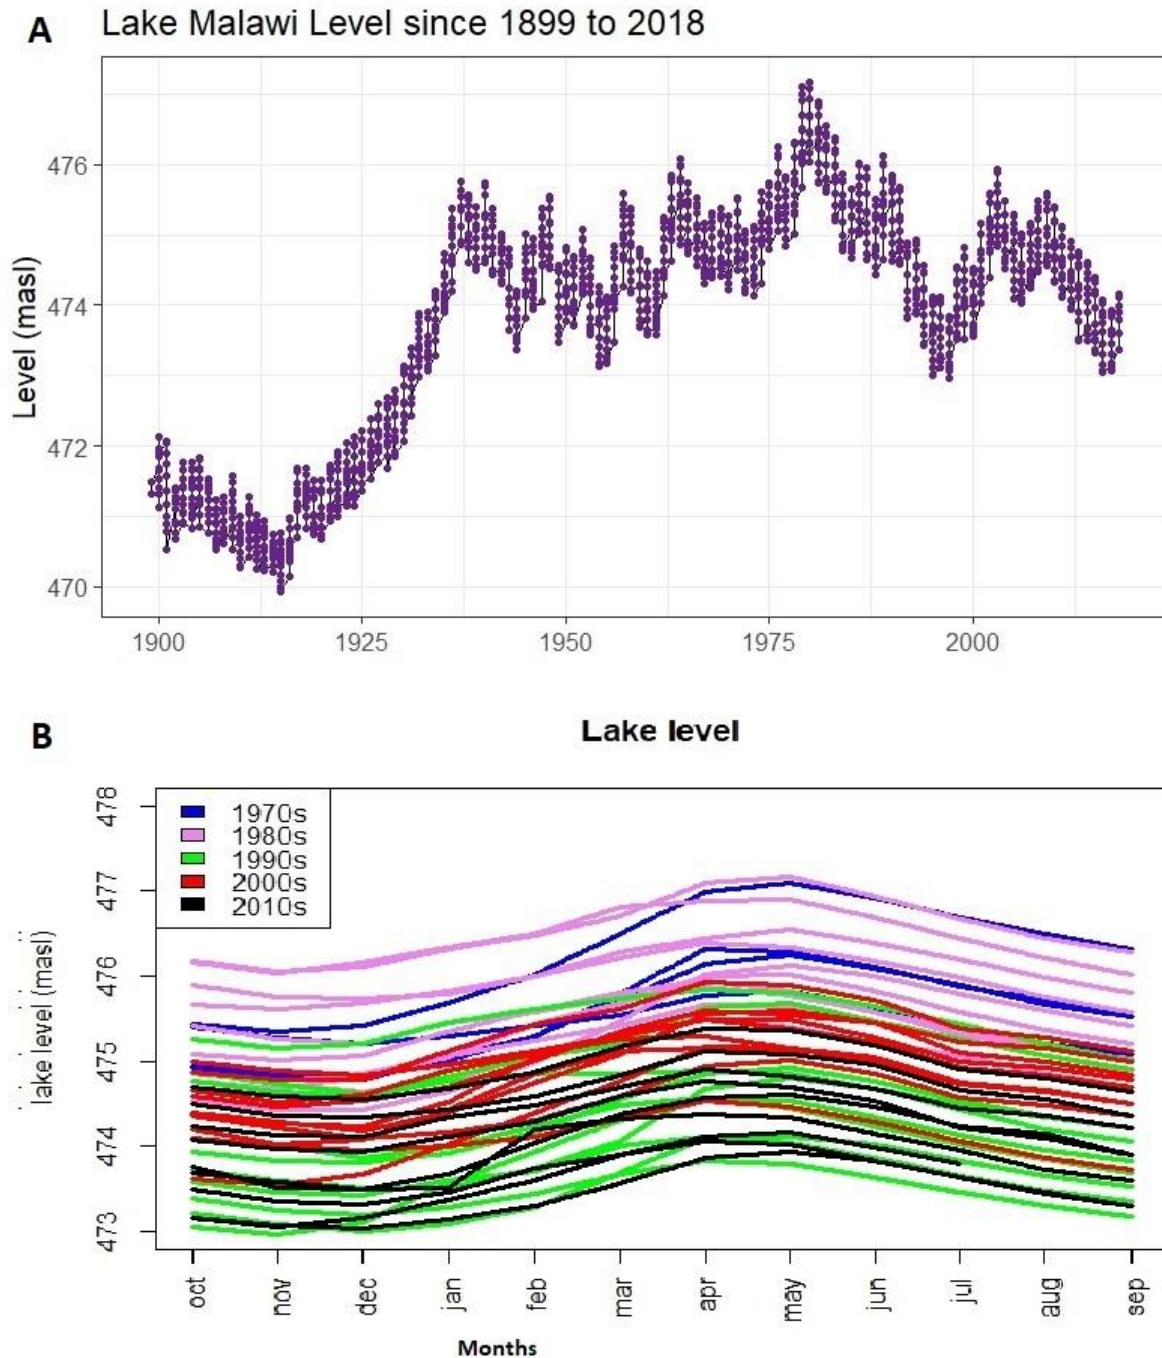 A Lake Malawi Level since 1899 to 2018
476
474
472
470
Level (masl)
1900 1925 1950 1975 2000
B Lake level
478
477
476
475
474
473
lake level (masl)
1970s
1980s
1990s
2000s
2010s
oct nov dec jan feb mar apr may jun jul aug sep
Months